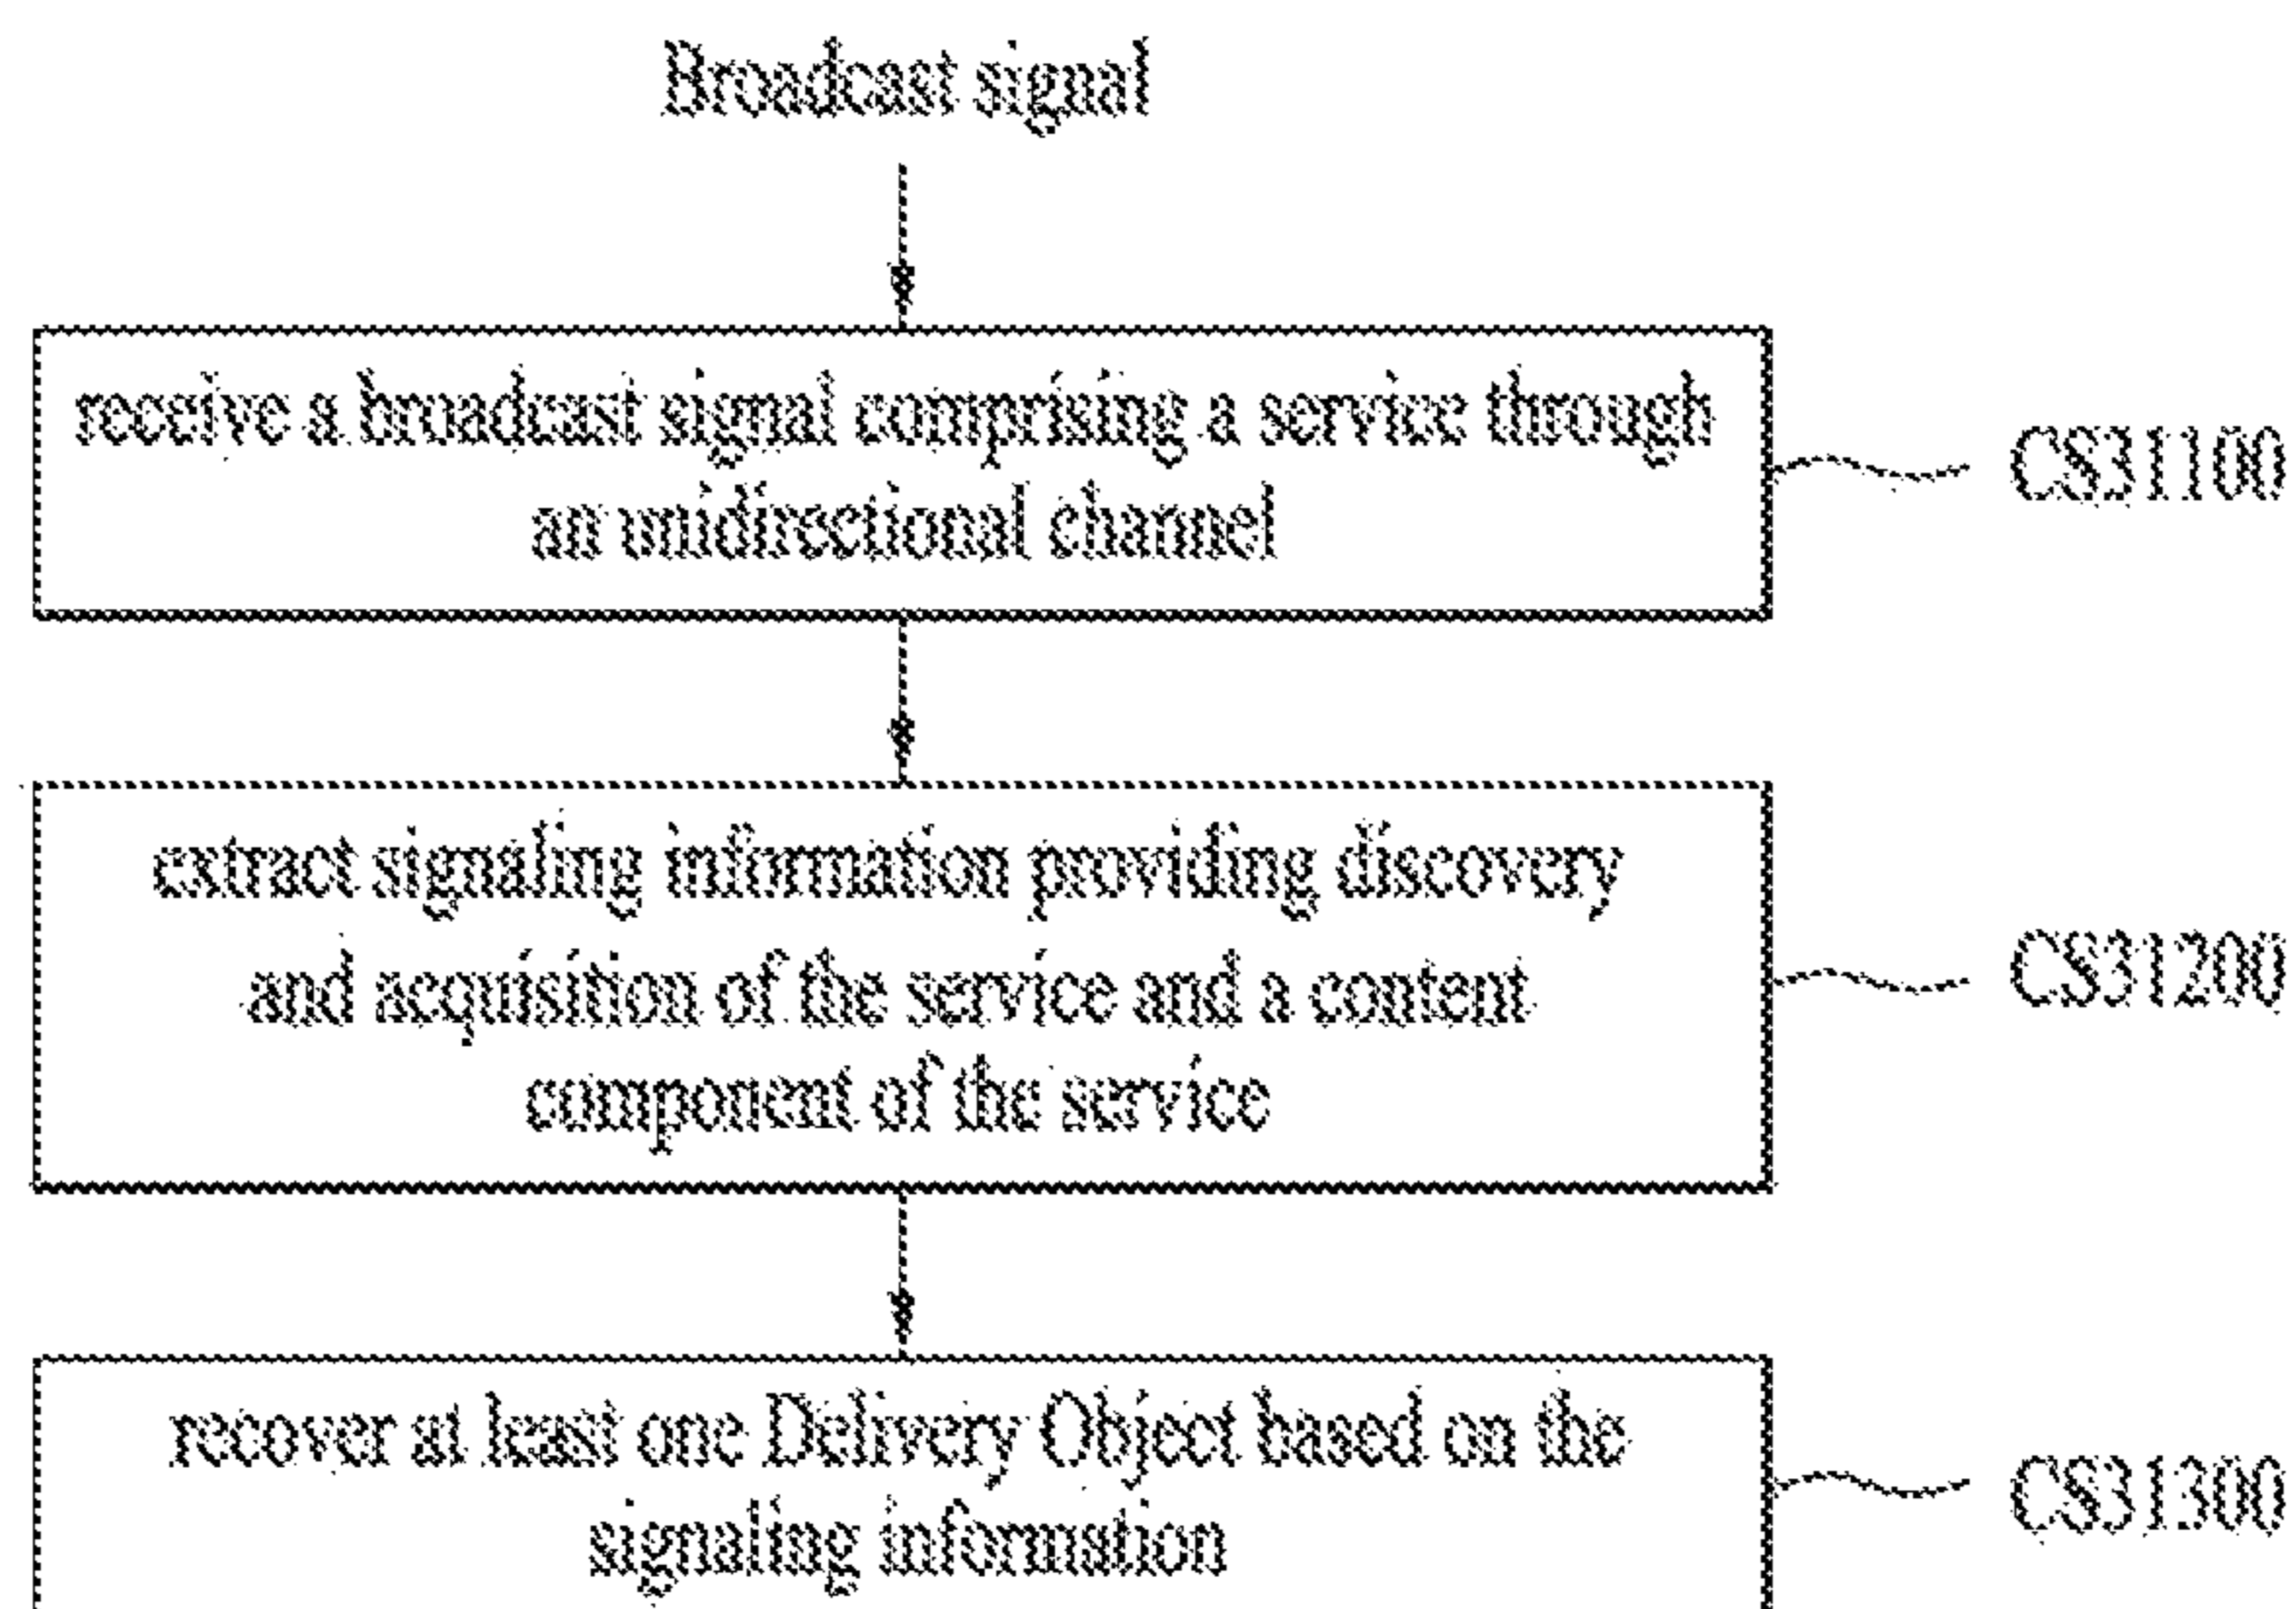 Broadcast signal
receive a broadcast signal comprising a service through
an unidirectional channel
CS31100
extract signaling information providing discovery
and acquisition of the service and a content
component of the service
CS31200
recover at least one Delivery Object based on the
signaling information
CS31300